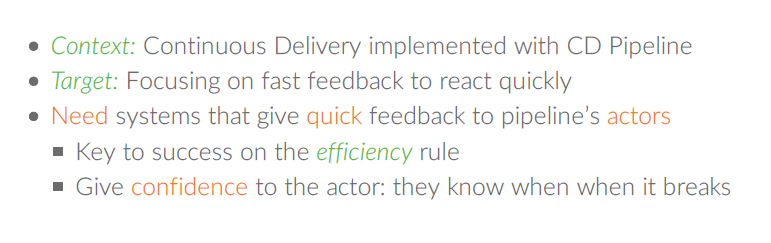 Context: Continuous Delivery implemented with CD Pipeline
Target: Focusing on fast feedback to react quickly
Need systems that give quick feedback to pipeline's actors
Key to success on the efficiency rule
Give confidence to the actor: they know when when it breaks